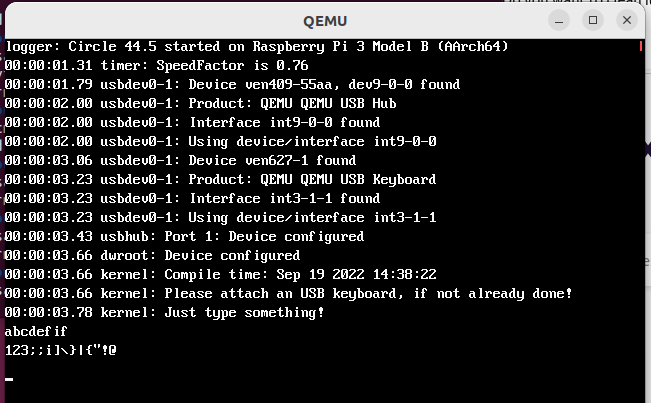 QEMU
logger: Circle 44.5 started on Raspberry Pi 3 Model B (AArch64)
00:00:01.31 timer: SpeedFactor is 0.76
00:00:01.79 usbdev0-1: Device ven409-55aa, dev9-0-0 found
00:00:02.00 usbdev0-1: Product: QEMU QEMU USB Hub
00:00:02.00 usbdev0-1: Interface int9-0-0 found
00:00:02.00 usbdev0-1: Using device/interface int9-0-0
00:00:03.06 usbdev0-1: Device ven627-1 found
00:00:03.23 usbdev0-1: Product: QEMU QEMU USB Keyboard
00:00:03.23 usbdev0-1: Interface int3-1-1 found
00:00:03.23 usbdev0-1: Using device/interface int3-1-1
00:00:03.43 usbhub: Port 1: Device configured
00:00:03.66 dwroot: Device configured
00:00:03.66 kernel: Compile time: Sep 19 2022 14:38:22
00:00:03.66 kernel: Please attach an USB keyboard, if not already done!
00:00:03.78 kernel: Just type something!
abcdefif
123;;i]\}|{"!@